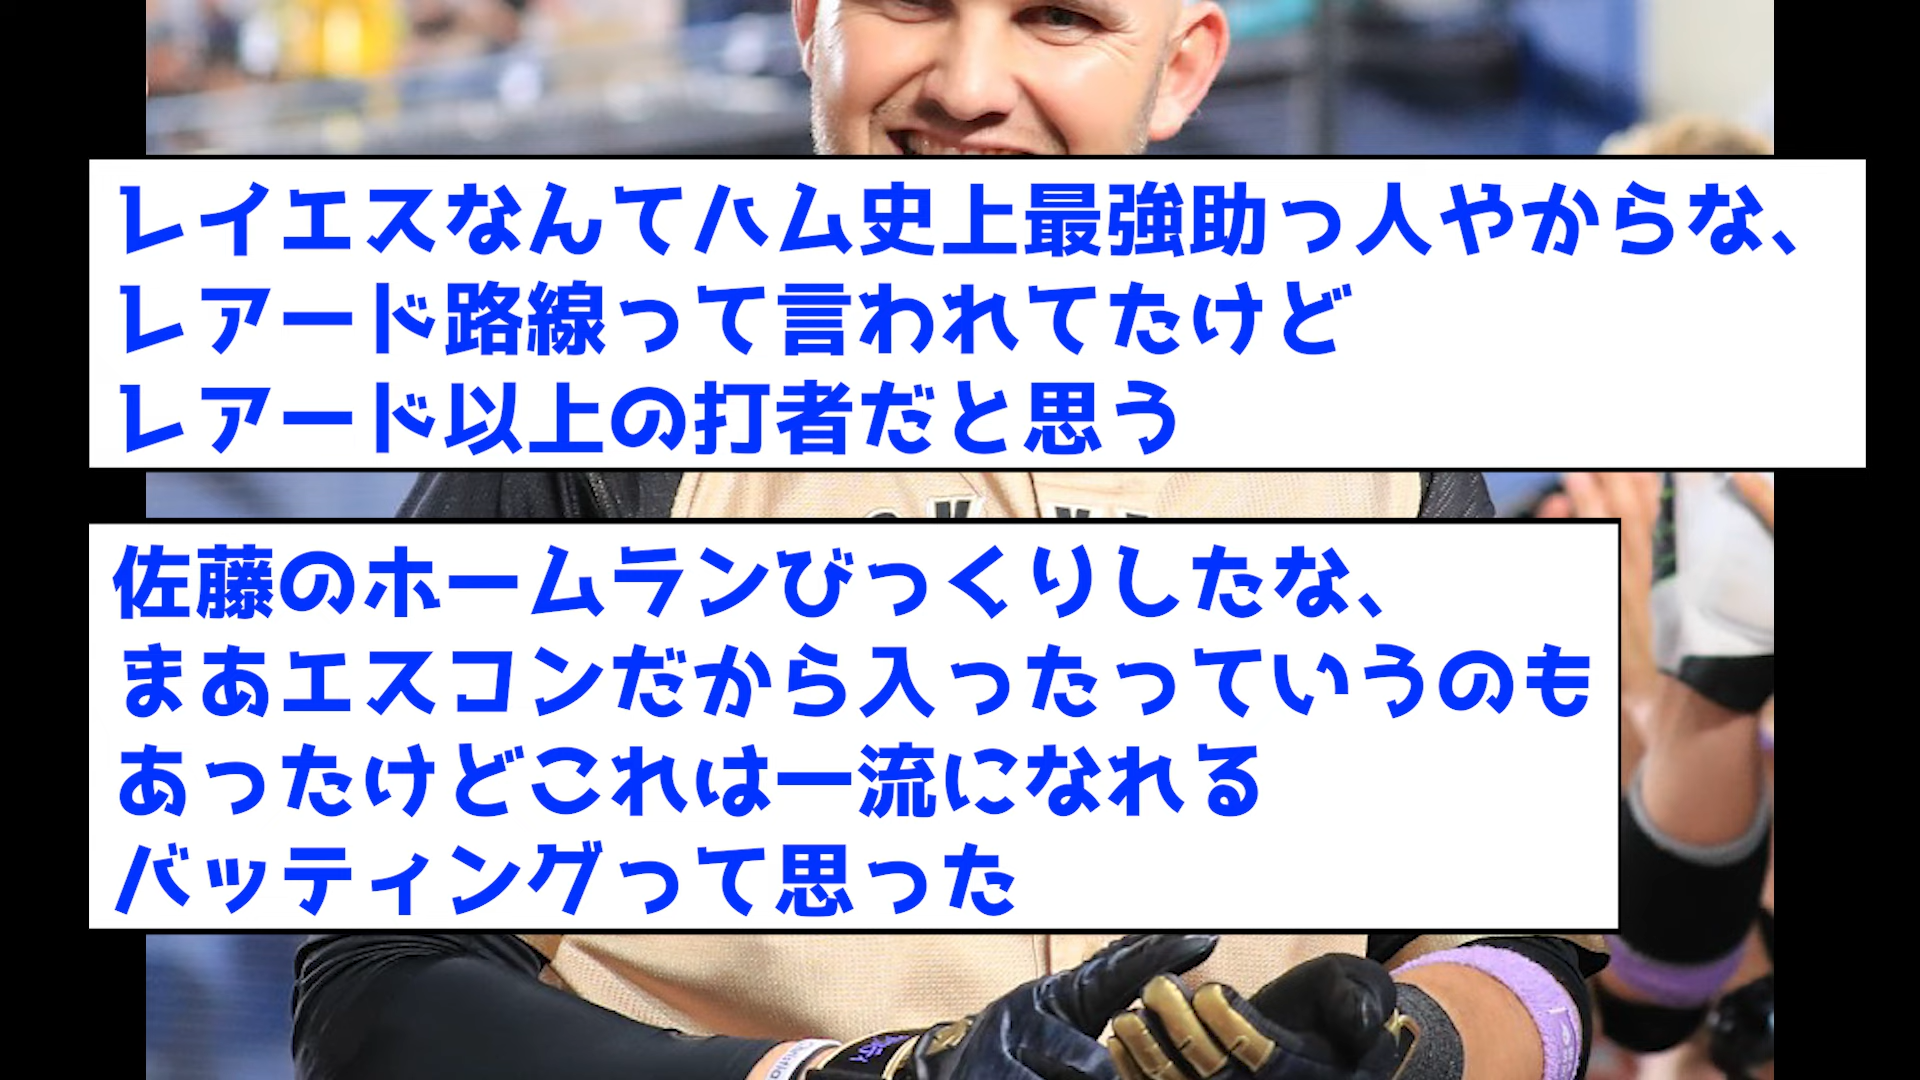 レイエスなんてハム史上最強助っ人やからな、
レアード路線って言われてたけど
レアード以上の打者だと思う
佐藤のホームランびっくりしたな、
まあエスコンだから入ったっていうのも
あったけどこれは一流になれる
バッティングって思った